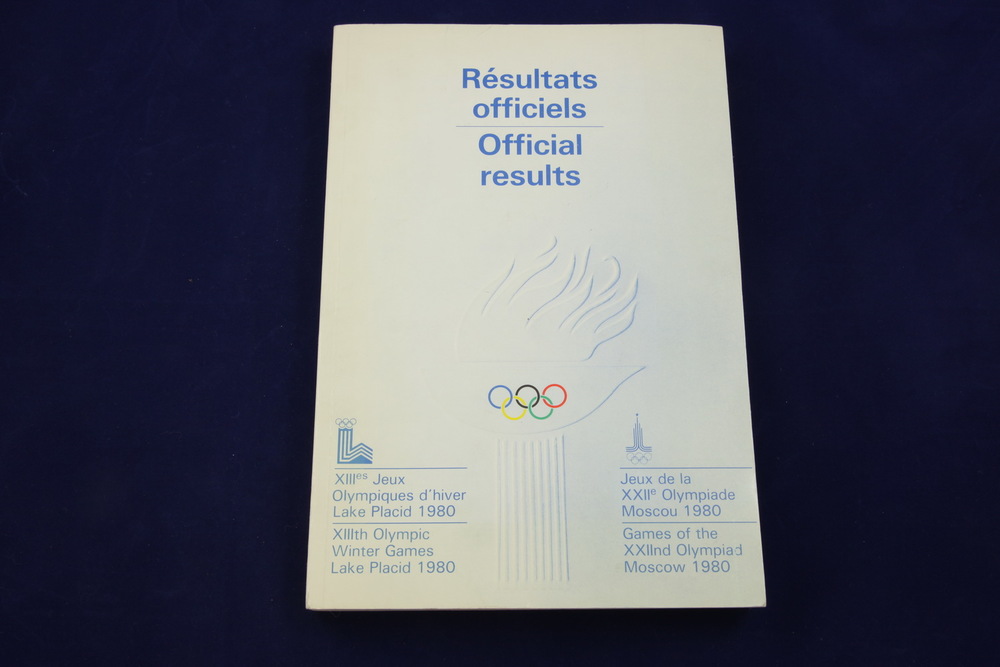 Résultats
officiels
Official
results
XIIIes Jeux
Olympiques d'hiver
Lake Placid 1980
XIIIth Olympic
Winter Games
Lake Placid 1980
Jeux de la
XXIIe Olympiade
Moscou 1980
Games of the
XXIInd Olympiad
Moscow 1980